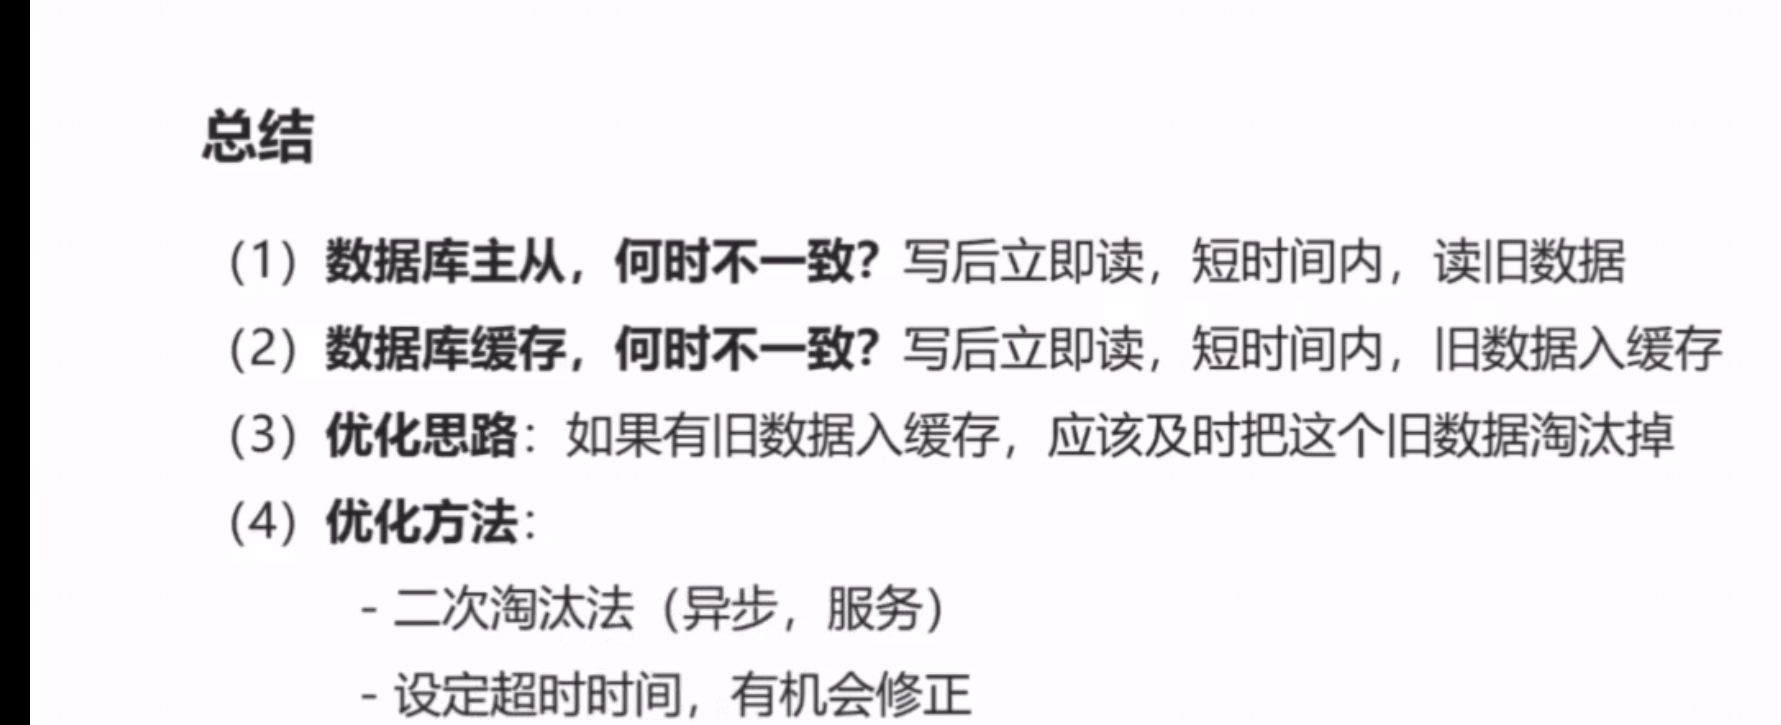 总结
（1）数据库主从，何时不一致？写后立即读，短时间内，读旧数据
（2）数据库缓存，何时不一致？写后立即读，短时间内，旧数据入缓存
（3）优化思路：如果有旧数据入缓存，应该及时把这个旧数据淘汰掉
（4）优化方法：
- 二次淘汰法（异步，服务）
- 设定超时时间，有机会修正